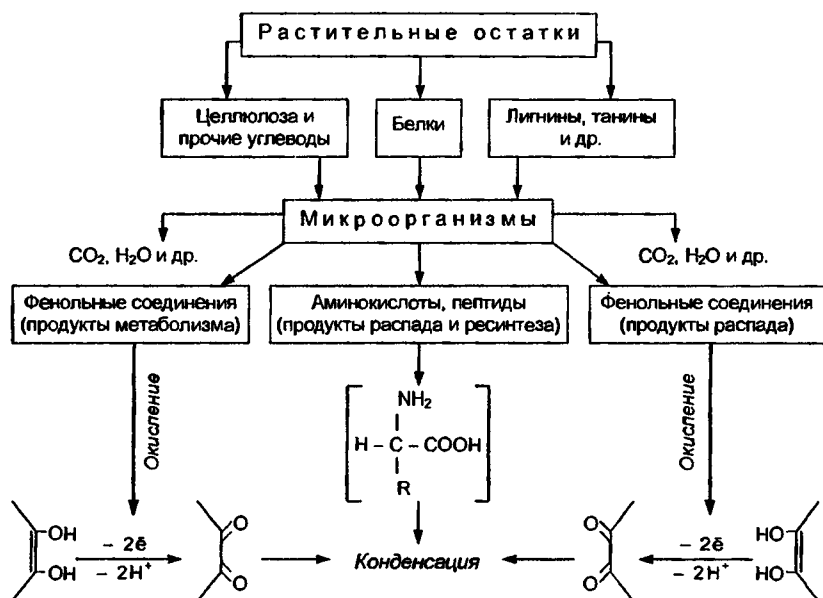 Растительные остатки
Целлюлоза и
прочие углеводы
Белки
Лигнины, танины
и др.
Микроорганизмы
CO₂, H₂O и др.
CO₂, H₂O и др.
Фенольные соединения
(продукты метаболизма)
Аминокислоты, пептиды
(продукты распада и ресинтеза)
Фенольные соединения
(продукты распада)
Окисление
NH₂
H – C – COOH
R
Окисление
OH
OH
– 2ē
– 2H⁺
O
O
Конденсация
O
O
– 2ē
– 2H⁺
HO
HO